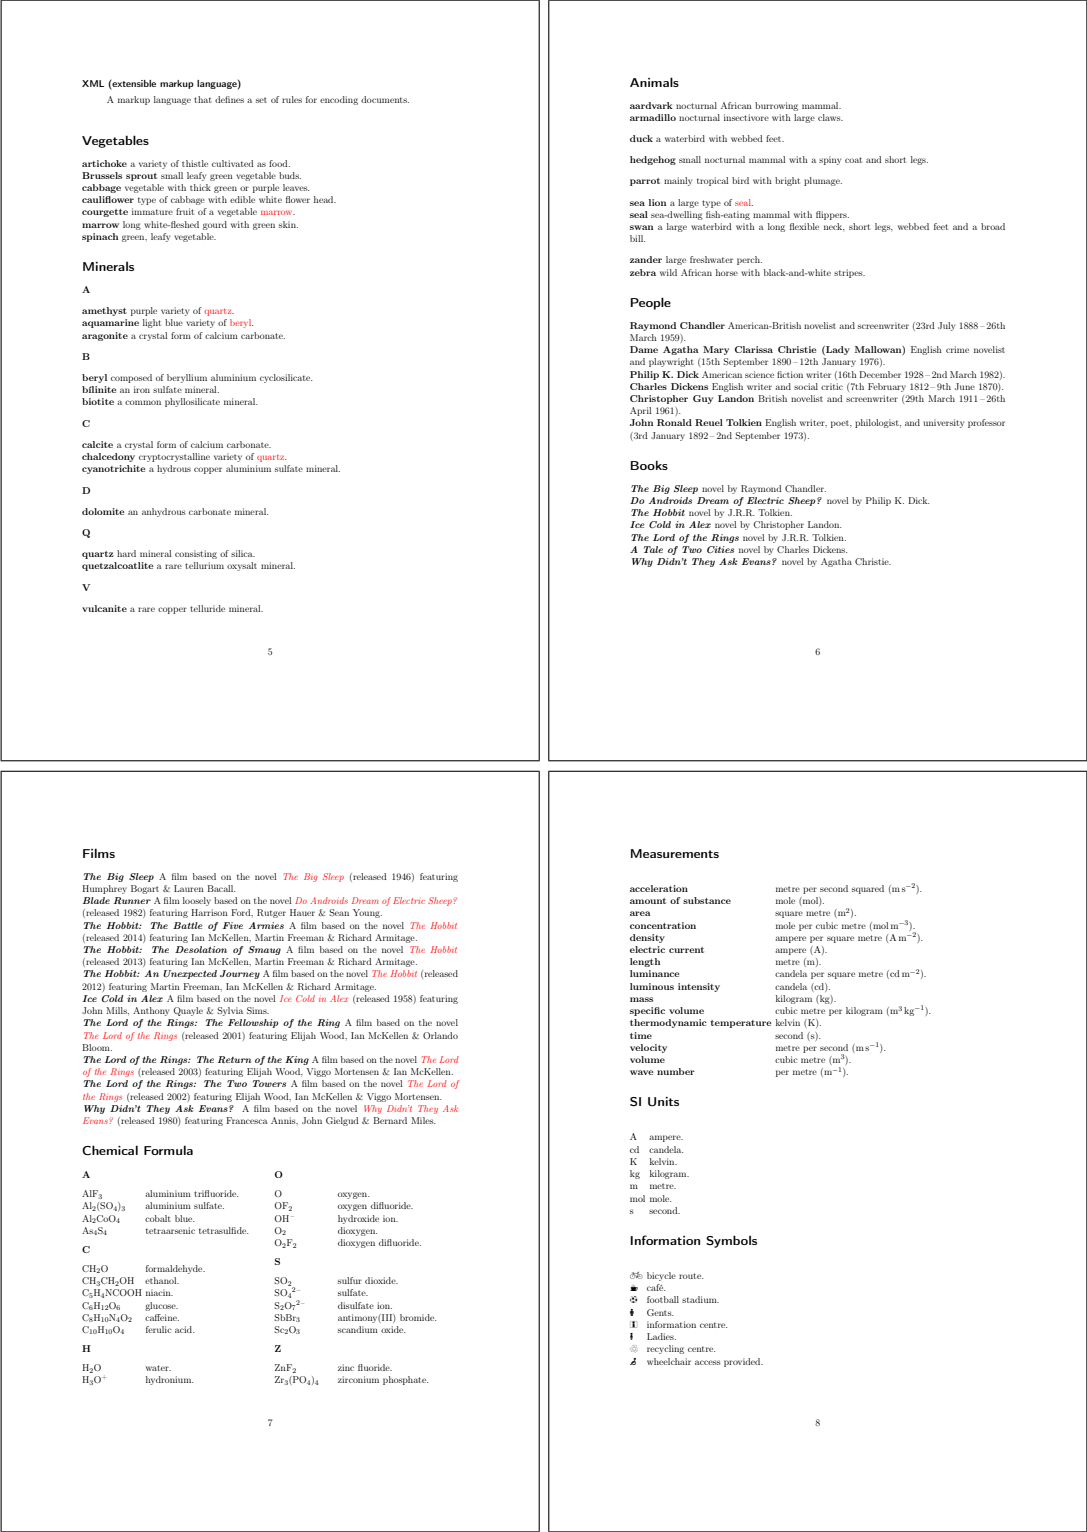 XML (extensible markup language)
A markup language that defines a set of rules for encoding documents.
Vegetables
artichoke a variety of thistle cultivated as food.
Brussels sprout small leafy green vegetable buds.
cabbage vegetable with thick green or purple leaves.
cauliflower type of cabbage with edible white flower head.
courgette immature fruit of a vegetable marrow.
marrow long white-fleshed gourd with green skin.
spinach green, leafy vegetable.
Minerals
A
amethyst purple variety of quartz.
aquamarine light blue variety of beryl.
aragonite a crystal form of calcium carbonate.
B
beryl composed of beryllium aluminium cyclosilicate.
bílinite an iron sulfate mineral.
biotite a common phyllosilicate mineral.
C
calcite a crystal form of calcium carbonate.
chalcedony cryptocrystalline variety of quartz.
cyanotrichite a hydrous copper aluminium sulfate mineral.
D
dolomite an anhydrous carbonate mineral.
Q
quartz hard mineral consisting of silica.
quetzalcoatlite a rare tellurium oxysalt mineral.
V
vulcanite a rare copper telluride mineral.
5
Animals
aardvark nocturnal African burrowing mammal.
armadillo nocturnal insectivore with large claws.
duck a waterbird with webbed feet.
hedgehog small nocturnal mammal with a spiny coat and short legs.
parrot mainly tropical bird with bright plumage.
sea lion a large type of seal.
seal sea-dwelling fish-eating mammal with flippers.
swan a large waterbird with a long flexible neck, short legs, webbed feet and a broad
bill.
zander large freshwater perch.
zebra wild African horse with black-and-white stripes.
People
Raymond Chandler American-British novelist and screenwriter (23rd July 1888 – 26th
March 1959).
Dame Agatha Mary Clarissa Christie (Lady Mallowan) English crime novelist
and playwright (15th September 1890 – 12th January 1976).
Philip K. Dick American science fiction writer (16th December 1928 – 2nd March 1982).
Charles Dickens English writer and social critic (7th February 1812 – 9th June 1870).
Christopher Guy Landon British novelist and screenwriter (29th March 1911 – 26th
April 1961).
John Ronald Reuel Tolkien English writer, poet, philologist, and university professor
(3rd January 1892 – 2nd September 1973).
Books
The Big Sleep novel by Raymond Chandler.
Do Androids Dream of Electric Sheep? novel by Philip K. Dick.
The Hobbit novel by J.R.R. Tolkien.
Ice Cold in Alex novel by Christopher Landon.
The Lord of the Rings novel by J.R.R. Tolkien.
A Tale of Two Cities novel by Charles Dickens.
Why Didn't They Ask Evans? novel by Agatha Christie.
6
Films
The Big Sleep A film based on the novel The Big Sleep (released 1946) featuring
Humphrey Bogart & Lauren Bacall.
Blade Runner A film loosely based on the novel Do Androids Dream of Electric Sheep?
(released 1982) featuring Harrison Ford, Rutger Hauer & Sean Young.
The Hobbit: The Battle of Five Armies A film based on the novel The Hobbit
(released 2014) featuring Ian McKellen, Martin Freeman & Richard Armitage.
The Hobbit: The Desolation of Smaug A film based on the novel The Hobbit
(released 2013) featuring Ian McKellen, Martin Freeman & Richard Armitage.
The Hobbit: An Unexpected Journey A film based on the novel The Hobbit (released
2012) featuring Martin Freeman, Ian McKellen & Richard Armitage.
Ice Cold in Alex A film based on the novel Ice Cold in Alex (released 1958) featuring
John Mills, Anthony Quayle & Sylvia Sims.
The Lord of the Rings: The Fellowship of the Ring A film based on the novel
The Lord of the Rings (released 2001) featuring Elijah Wood, Ian McKellen & Orlando
Bloom.
The Lord of the Rings: The Return of the King A film based on the novel The Lord
of the Rings (released 2003) featuring Elijah Wood, Viggo Mortensen & Ian McKellen.
The Lord of the Rings: The Two Towers A film based on the novel The Lord of
the Rings (released 2002) featuring Elijah Wood, Ian McKellen & Viggo Mortensen.
Why Didn't They Ask Evans? A film based on the novel Why Didn't They Ask
Evans? (released 1980) featuring Francesca Annis, John Gielgud & Bernard Miles.
Chemical Formula
A
AlF₃ aluminium trifluoride.
Al₂(SO₄)₃ aluminium sulfate.
Al₂CoO₄ cobalt blue.
As₄S₄ tetraarsenic tetrasulfide.
C
CH₂O formaldehyde.
CH₃CH₂OH ethanol.
C₅H₄NCOOH niacin.
C₆H₁₂O₆ glucose.
C₈H₁₀N₄O₂ caffeine.
C₁₀H₁₀O₄ ferulic acid.
H
H₂O water.
H₃O⁺ hydronium.
O
O oxygen.
OF₂ oxygen difluoride.
OH⁻ hydroxide ion.
O₂ dioxygen.
O₂F₂ dioxygen difluoride.
S
SO₂ sulfur dioxide.
SO₄²⁻ sulfate.
S₂O₇²⁻ disulfate ion.
SbBr₃ antimony(III) bromide.
Sc₂O₃ scandium oxide.
Z
ZnF₂ zinc fluoride.
Zr₃(PO₄)₄ zirconium phosphate.
7
Measurements
acceleration metre per second squared (m s⁻²).
amount of substance mole (mol).
area square metre (m²).
concentration mole per cubic metre (mol m⁻³).
density ampere per square metre (A m⁻²).
electric current ampere (A).
length metre (m).
luminance candela per square metre (cd m⁻²).
luminous intensity candela (cd).
mass kilogram (kg).
specific volume cubic metre per kilogram (m³ kg⁻¹).
thermodynamic temperature kelvin (K).
time second (s).
velocity metre per second (m s⁻¹).
volume cubic metre (m³).
wave number per metre (m⁻¹).
SI Units
A ampere.
cd candela.
K kelvin.
kg kilogram.
m metre.
mol mole.
s second.
Information Symbols
bicycle route.
café.
football stadium.
Gents.
information centre.
Ladies.
recycling centre.
wheelchair access provided.
8